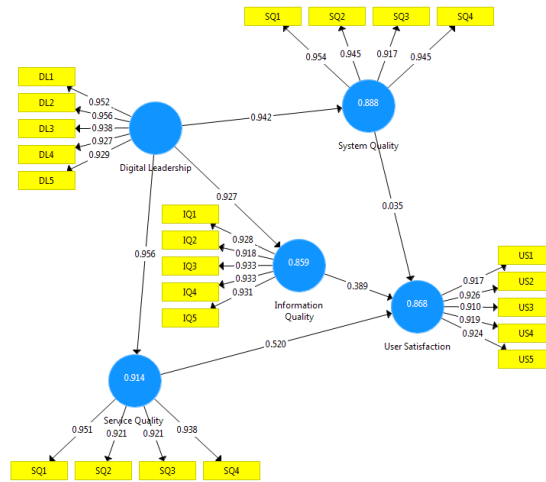 SQ1 SQ2 SQ3 SQ4
0.954 0.945 0.917 0.945
DL1
DL2
DL3
DL4
DL5
0.952
0.956
0.938
0.927
0.929
Digital Leadership
0.942
0.888
System Quality
0.927
0.956
0.035
IQ1
IQ2
IQ3
IQ4
IQ5
0.928
0.918
0.933
0.933
0.931
0.859
Information
Quality
0.389
0.520
0.868
User Satisfaction
0.917
0.926
0.910
0.919
0.924
US1
US2
US3
US4
US5
0.914
Service Quality
0.951 0.921 0.921 0.938
SQ1 SQ2 SQ3 SQ4